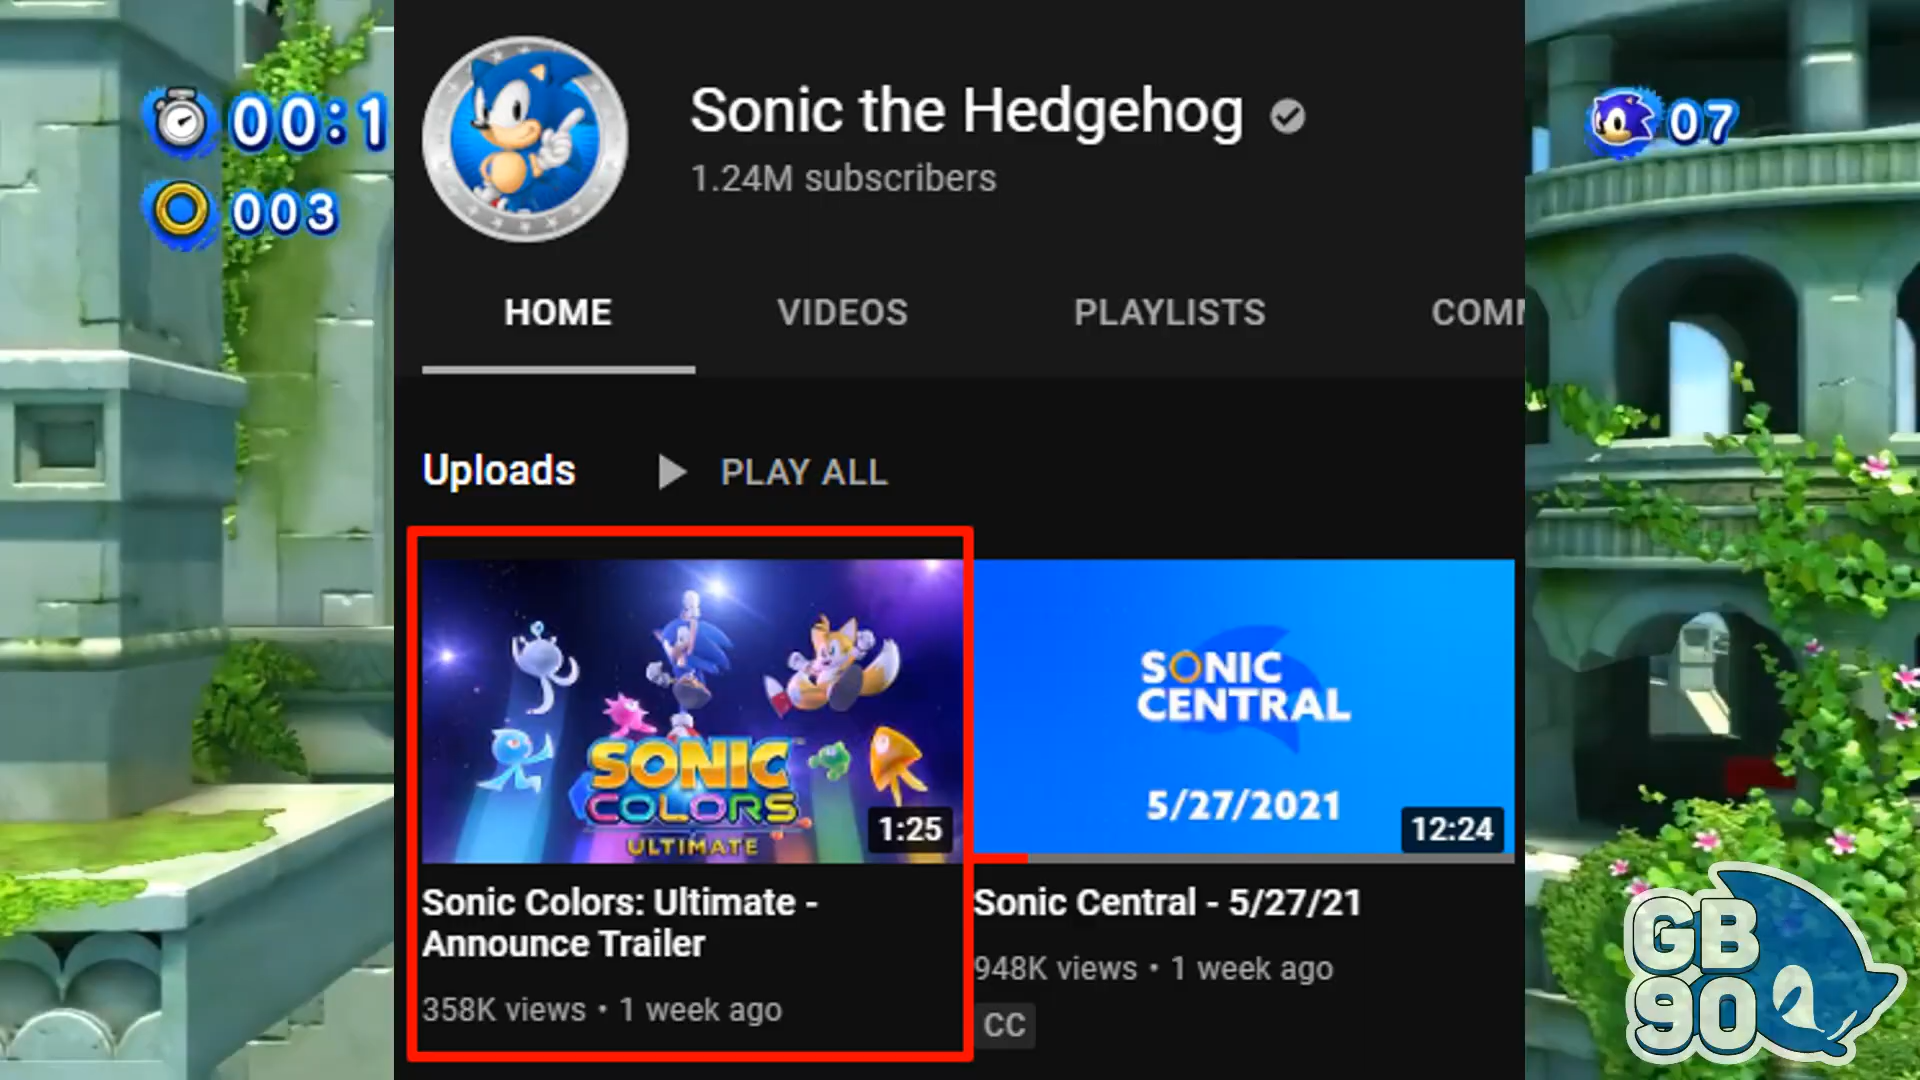 00:1
003
07
Sonic the Hedgehog
1.24M subscribers
HOME
VIDEOS
PLAYLISTS
COMM
Uploads
PLAY ALL
SONIC
COLORS
ULTIMATE
1:25
SONIC
CENTRAL
5/27/2021
12:24
Sonic Colors: Ultimate -
Announce Trailer
358K views • 1 week ago
Sonic Central - 5/27/21
948K views • 1 week ago
CC
GB
90